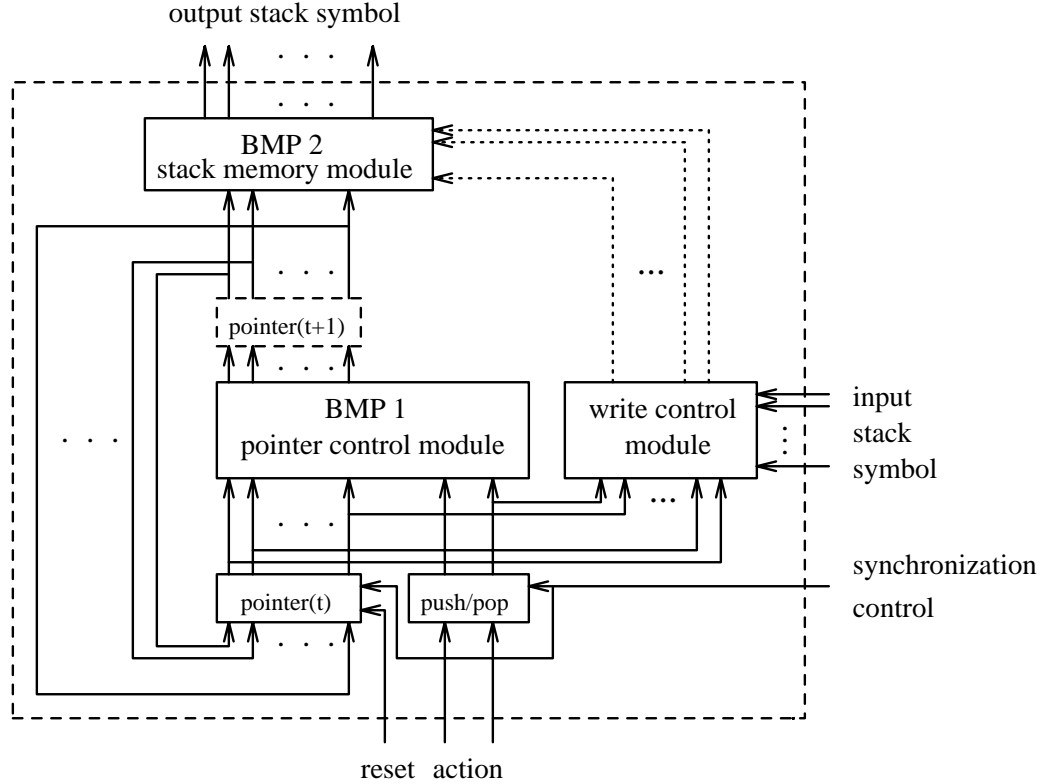 output stack symbol
. . .
. . .
BMP 2
stack memory module
. . .
...
pointer(t+1)
. . .
BMP 1
pointer control module
write control
module
input
stack
symbol
. . .
. . .
...
. . .
pointer(t)
push/pop
synchronization
control
. . .
reset action